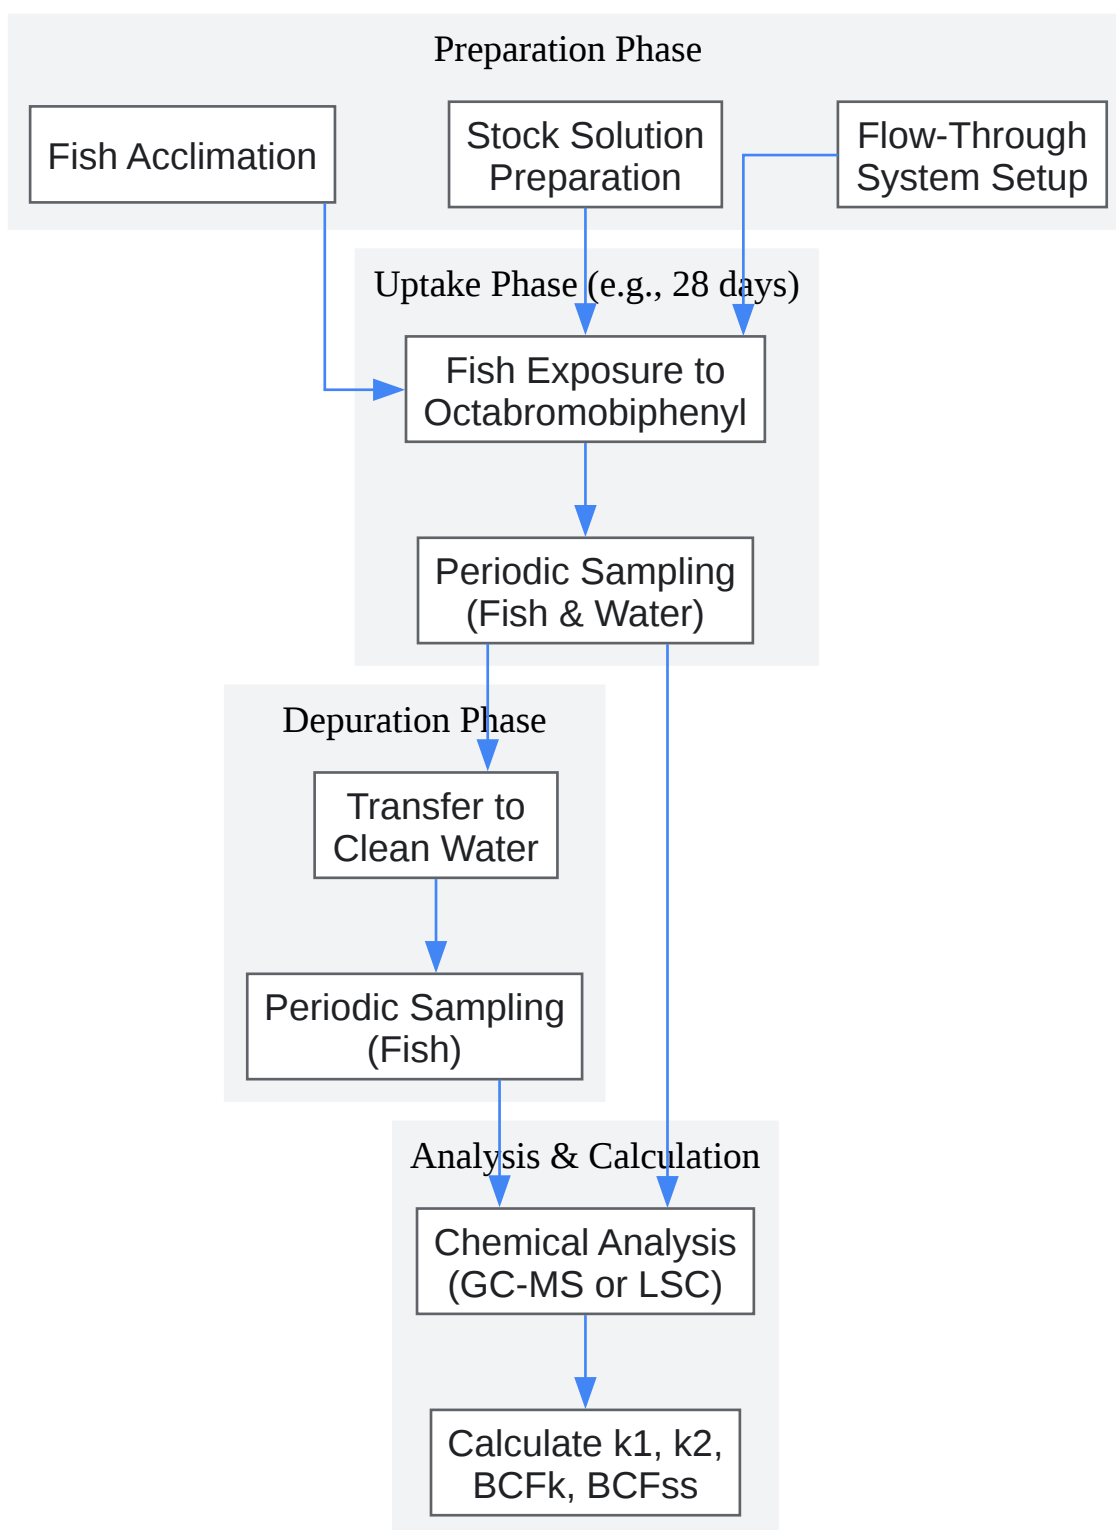 Preparation Phase
Fish Acclimation
Stock Solution
Preparation
Flow-Through
System Setup
Uptake Phase (e.g., 28 days)
Fish Exposure to
Octabromobiphenyl
Periodic Sampling
(Fish & Water)
Depuration Phase
Transfer to
Clean Water
Periodic Sampling
(Fish)
Analysis & Calculation
Chemical Analysis
(GC-MS or LSC)
Calculate k1, k2,
BCFk, BCFss